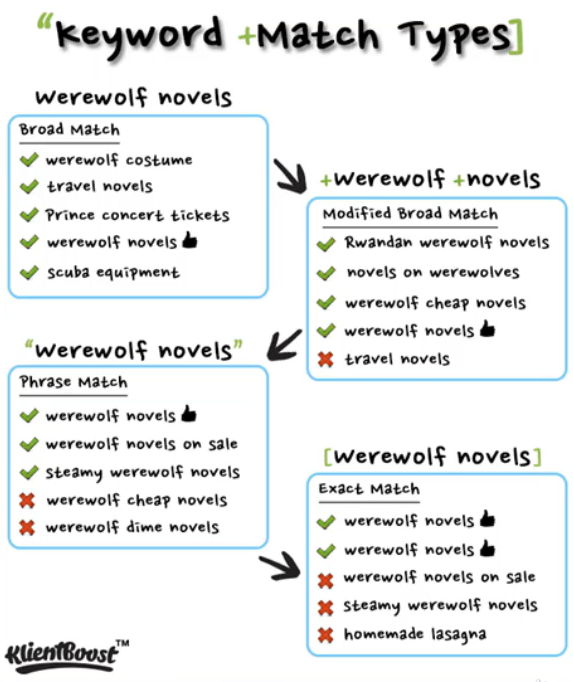 “Keyword +Match Types]
werewolf novels
Broad Match
werewolf costume
travel novels
Prince concert tickets
werewolf novels
scuba equipment
+werewolf +novels
Modified Broad Match
Rwandan werewolf novels
novels on werewolves
werewolf cheap novels
werewolf novels
travel novels
“werewolf novels”
Phrase Match
werewolf novels
werewolf novels on sale
steamy werewolf novels
werewolf cheap novels
werewolf dime novels
[werewolf novels]
Exact Match
werewolf novels
werewolf novels
werewolf novels on sale
steamy werewolf novels
homemade lasagna
KlientBoost™